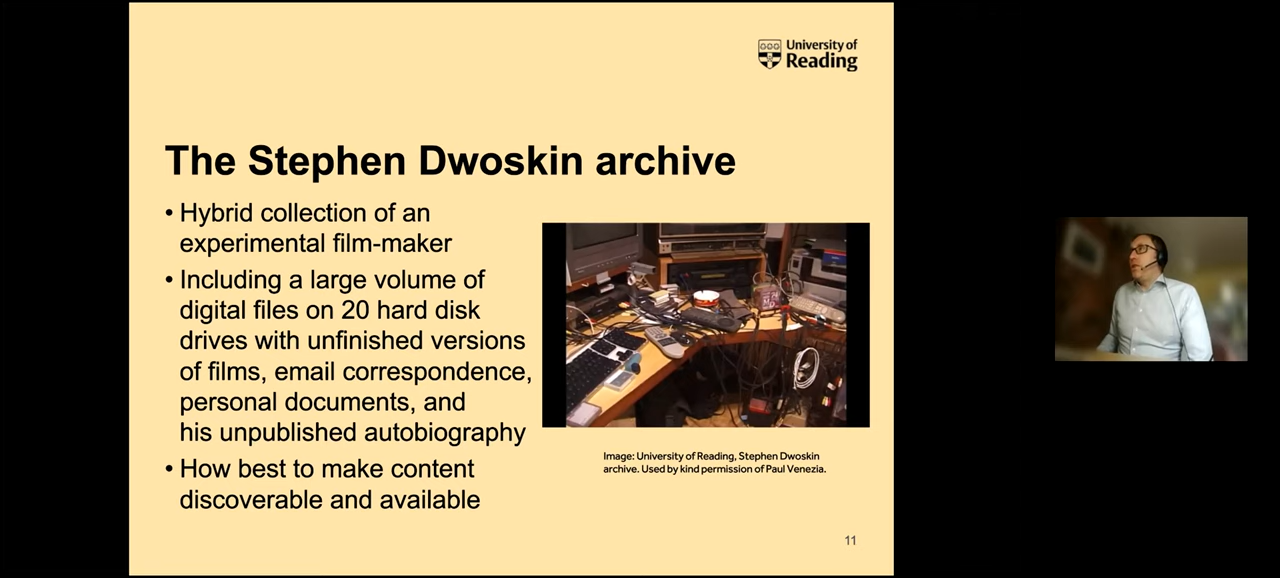 University of
Reading
The Stephen Dwoskin archive
• Hybrid collection of an
experimental film-maker
• Including a large volume of
digital files on 20 hard disk
drives with unfinished versions
of films, email correspondence,
personal documents, and
his unpublished autobiography
• How best to make content
discoverable and available
Image: University of Reading, Stephen Dwoskin
archive. Used by kind permission of Paul Venezia.
11